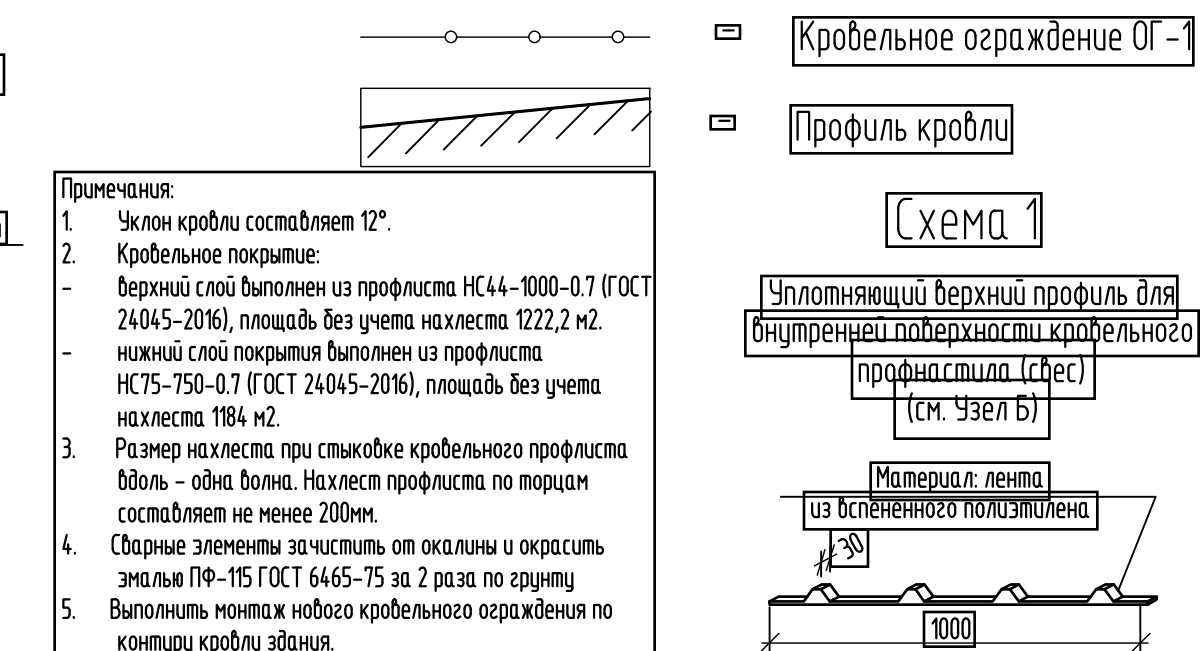 Кровельное ограждение ОГ-1
Профиль кровли
Примечания:
1. Уклон кровли составляет 12°.
2. Кровельное покрытие:
- верхний слой выполнен из профлиста НС44-1000-0.7 (ГОСТ
24045-2016), площадь без учета нахлеста 1222,2 м2.
- нижний слой покрытия выполнен из профлиста
НС75-750-0.7 (ГОСТ 24045-2016), площадь без учета
нахлеста 1184 м2.
3. Размер нахлеста при стыковке кровельного профлиста
вдоль - одна волна. Нахлест профлиста по торцам
составляет не менее 200мм.
4. Сварные элементы зачистить от окалины и окрасить
эмалью ПФ-115 ГОСТ 6465-75 за 2 раза по грунту
5. Выполнить монтаж нового кровельного ограждения по
контуру кровли здания.
Схема 1
Уплотняющий верхний профиль для
внутренней поверхности кровельного
профнастила (свес)
(см. Узел Б)
Материал: лента
из вспененного полиэтилена
30
1000